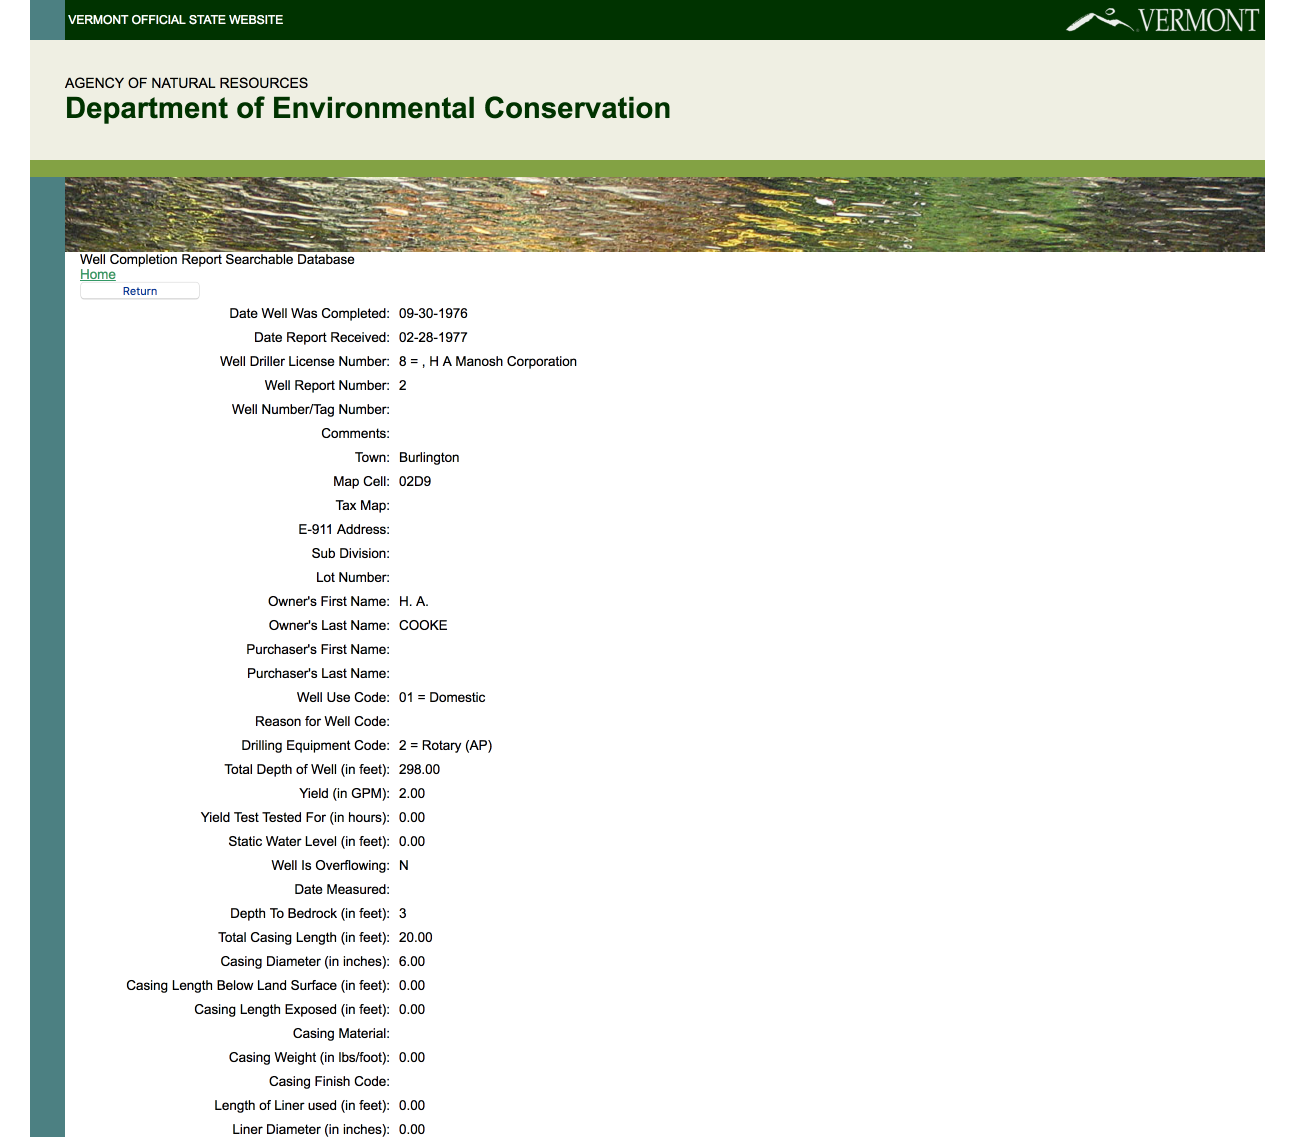 VERMONT OFFICIAL STATE WEBSITE
VERMONT
AGENCY OF NATURAL RESOURCES
Department of Environmental Conservation
Well Completion Report Searchable Database
Home
Return
Date Well Was Completed: 09-30-1976
Date Report Received: 02-28-1977
Well Driller License Number: 8 = , H A Manosh Corporation
Well Report Number: 2
Well Number/Tag Number:
Comments:
Town: Burlington
Map Cell: 02D9
Tax Map:
E-911 Address:
Sub Division:
Lot Number:
Owner's First Name: H. A.
Owner's Last Name: COOKE
Purchaser's First Name:
Purchaser's Last Name:
Well Use Code: 01 = Domestic
Reason for Well Code:
Drilling Equipment Code: 2 = Rotary (AP)
Total Depth of Well (in feet): 298.00
Yield (in GPM): 2.00
Yield Test Tested For (in hours): 0.00
Static Water Level (in feet): 0.00
Well Is Overflowing: N
Date Measured:
Depth To Bedrock (in feet): 3
Total Casing Length (in feet): 20.00
Casing Diameter (in inches): 6.00
Casing Length Below Land Surface (in feet): 0.00
Casing Length Exposed (in feet): 0.00
Casing Material:
Casing Weight (in lbs/foot): 0.00
Casing Finish Code:
Length of Liner used (in feet): 0.00
Liner Diameter (in inches): 0.00